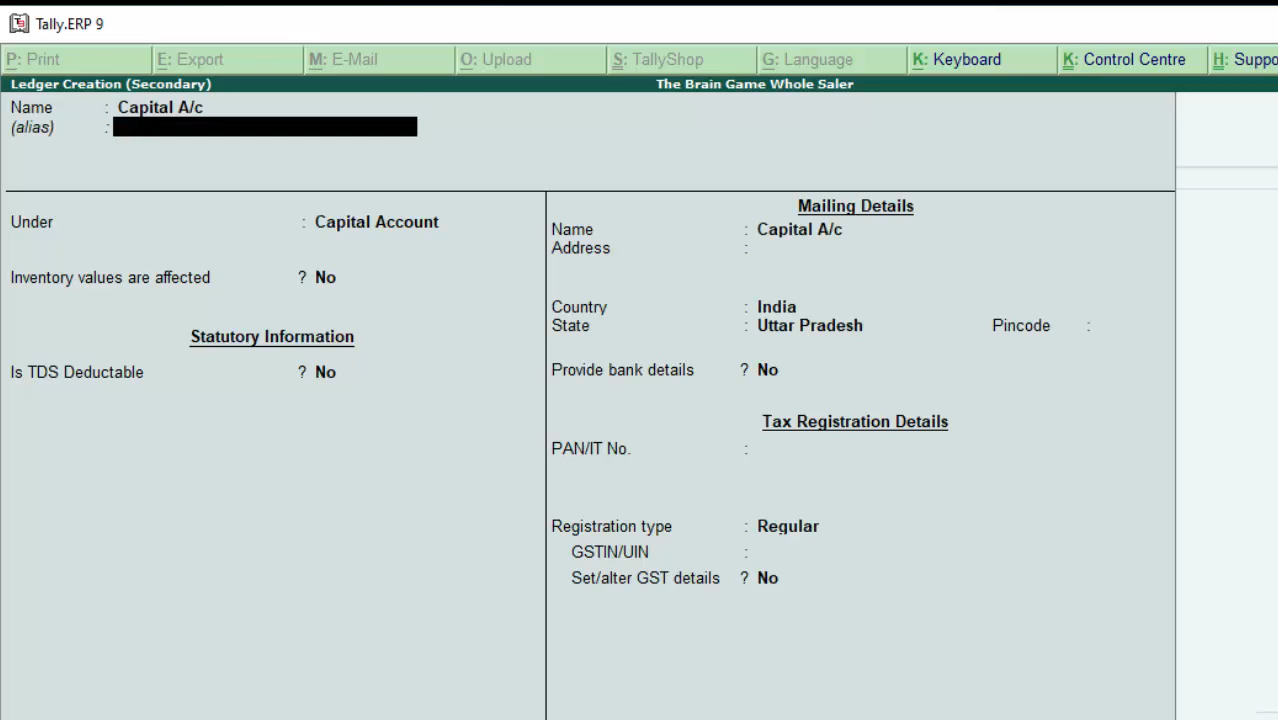 Tally.ERP 9
P: Print E: Export M: E-Mail O: Upload S: TallyShop G: Language K: Keyboard K: Control Centre H: Suppo
Ledger Creation (Secondary) The Brain Game Whole Saler
Name : Capital A/c
(alias) :
Under : Capital Account
Inventory values are affected ? No
Statutory Information
Is TDS Deductable ? No
Mailing Details
Name : Capital A/c
Address :
Country : India
State : Uttar Pradesh Pincode :
Provide bank details ? No
Tax Registration Details
PAN/IT No. :
Registration type : Regular
GSTIN/UIN :
Set/alter GST details ? No